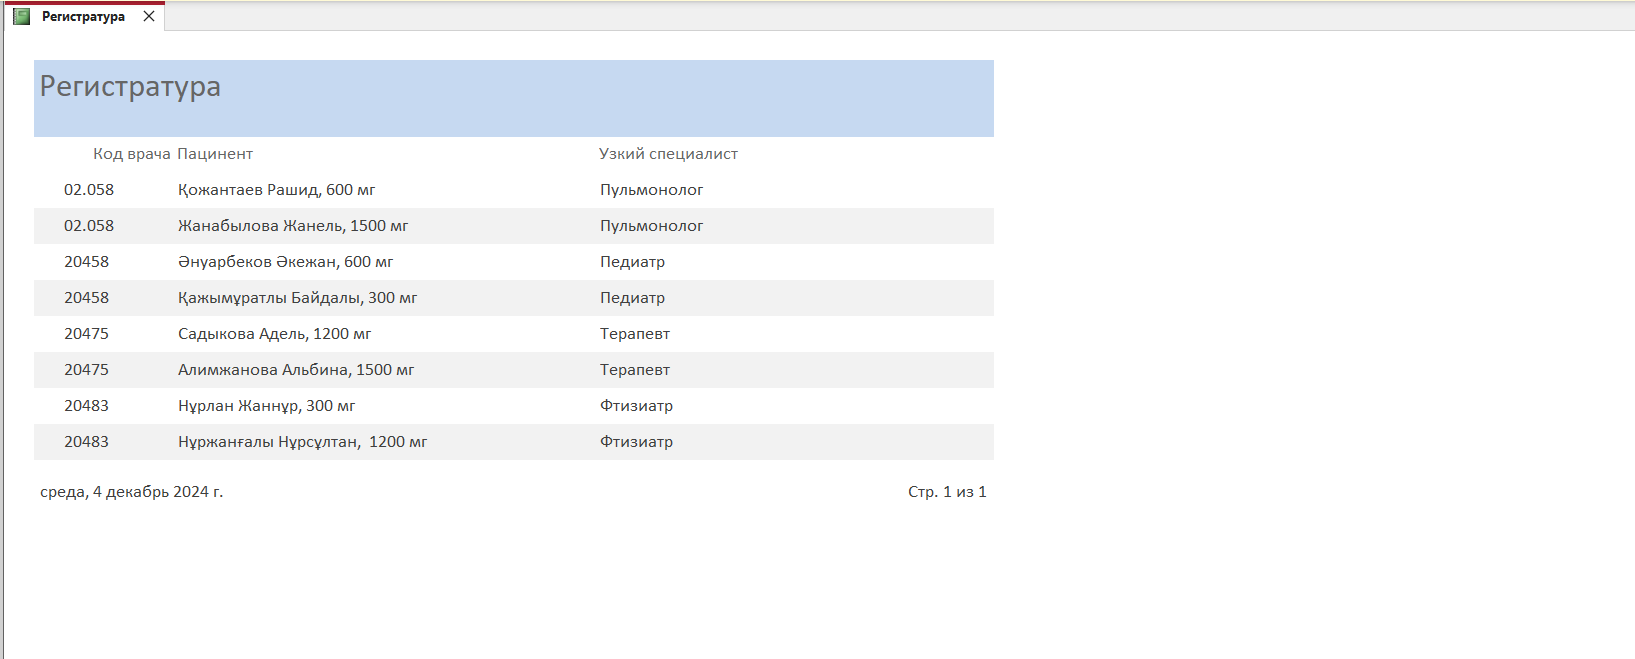 Регистратура
Регистратура
Код врача Пацинент Узкий специалист
02.058 Қожантаев Рашид, 600 мг Пульмонолог
02.058 Жанабылова Жанель, 1500 мг Пульмонолог
20458 Әнуарбеков Әкежан, 600 мг Педиатр
20458 Қажымұратлы Байдалы, 300 мг Педиатр
20475 Садыкова Адель, 1200 мг Терапевт
20475 Алимжанова Альбина, 1500 мг Терапевт
20483 Нұрлан Жаннұр, 300 мг Фтизиатр
20483 Нұржанғалы Нұрсұлтан,  1200 мг Фтизиатр
среда, 4 декабрь 2024 г. Стр. 1 из 1